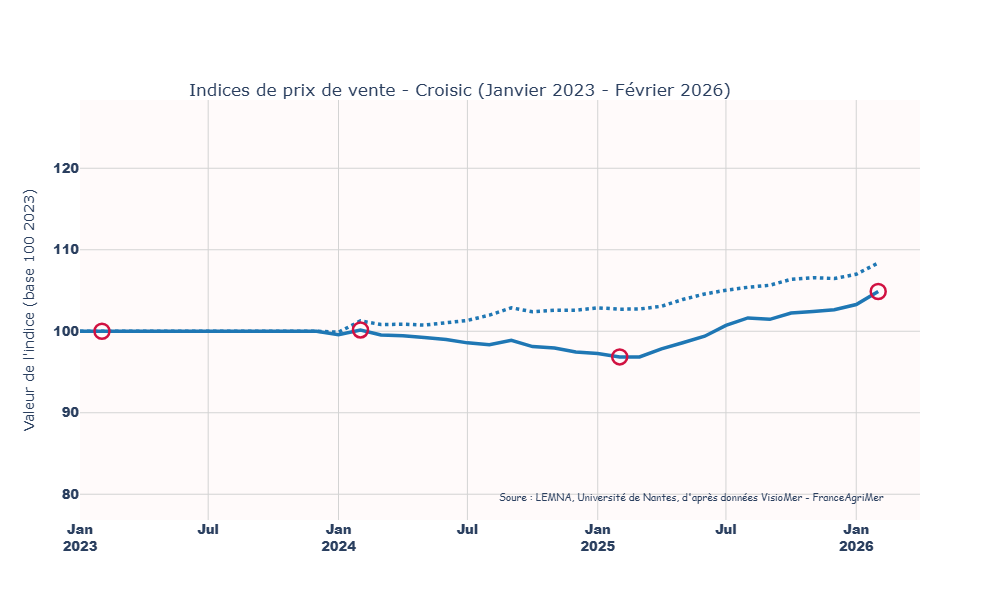 Indices de prix de vente - Croisic (Janvier 2023 - Février 2026)
Valeur de l'indice (base 100 2023)
120
110
100
90
80
Soure : LEMNA, Université de Nantes, d'après données VisioMer - FranceAgriMer
Jan
2023
Jul
Jan
2024
Jul
Jan
2025
Jul
Jan
2026